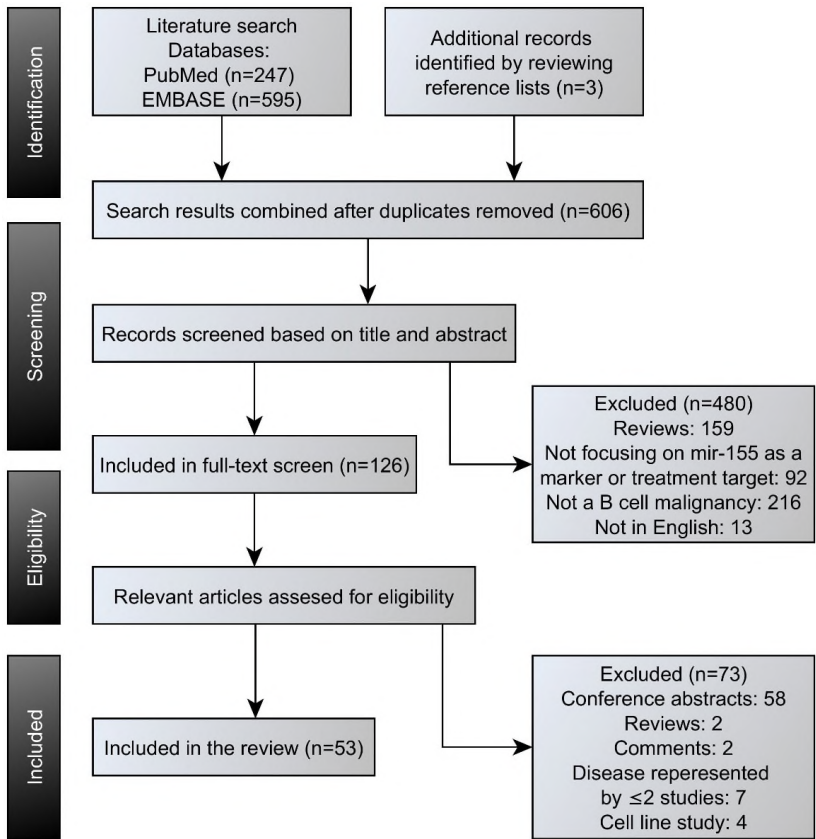 Identification
Literature search
Databases:
PubMed (n=247)
EMBASE (n=595)
Additional records
identified by reviewing
reference lists (n=3)
Search results combined after duplicates removed (n=606)
Screening
Records screened based on title and abstract
Excluded (n=480)
Reviews: 159
Not focusing on mir-155 as a
marker or treatment target: 92
Not a B cell malignancy: 216
Not in English: 13
Included in full-text screen (n=126)
Eligibility
Relevant articles assesed for eligibility
Included
Included in the review (n=53)
Excluded (n=73)
Conference abstracts: 58
Reviews: 2
Comments: 2
Disease reperesented
by ≤2 studies: 7
Cell line study: 4